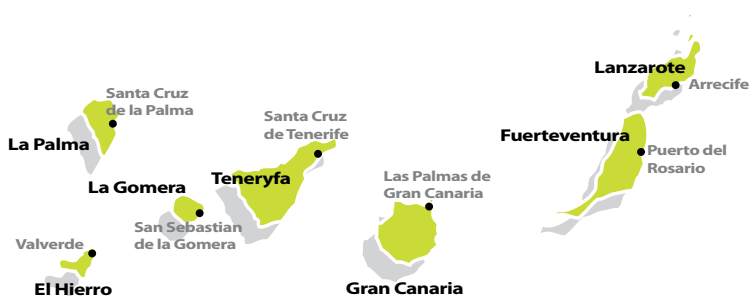 Lanzarote
Arrecife
Santa Cruz
de la Palma
Santa Cruz
de Tenerife
Fuerteventura
La Palma
Puerto del
Rosario
Teneryfa
Las Palmas de
Gran Canaria
La Gomera
San Sebastian
de la Gomera
Valverde
El Hierro
Gran Canaria